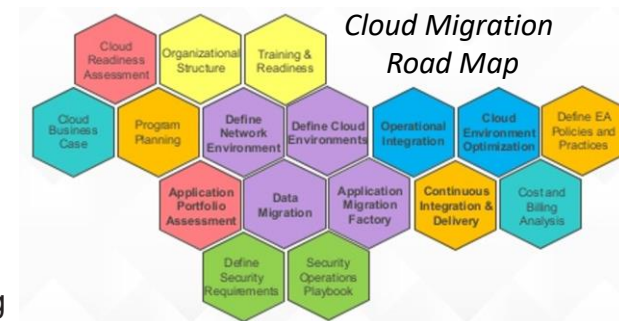 Cloud Migration
Road Map
Cloud
Readiness
Assessment
Organizational
Structure
Training &
Readiness
Cloud
Business
Case
Program
Planning
Define
Network
Environment
Define Cloud
Environments
Operational
Integration
Cloud
Environment
Optimization
Define EA
Policies and
Practices
Application
Portfolio
Assessment
Data
Migration
Application
Migration
Factory
Continuous
Integration &
Delivery
Cost and
Billing
Analysis
Define
Security
Requirements
Security
Operations
Playbook
g